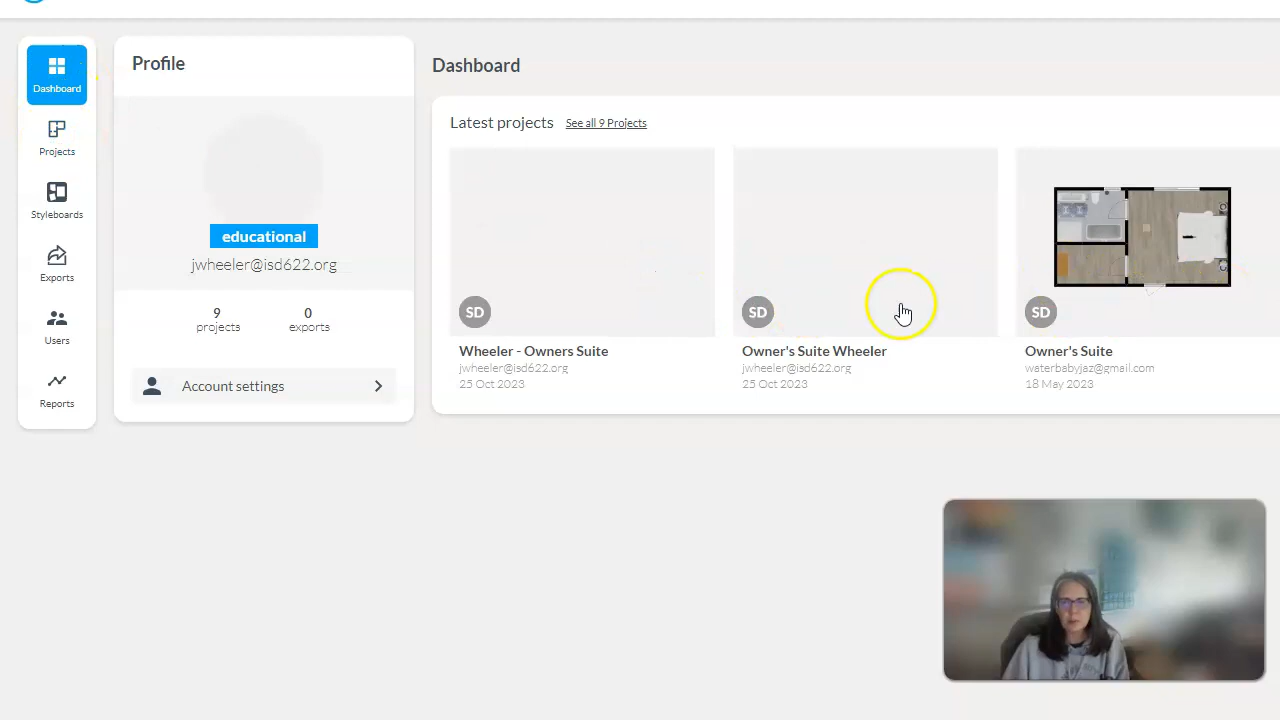 Dashboard
Projects
Styleboards
Exports
Users
Reports
Profile
educational
jwheeler@isd622.org
9
projects
0
exports
Account settings
Dashboard
Latest projects See all 9 Projects
SD
Wheeler - Owners Suite
jwheeler@isd622.org
25 Oct 2023
SD
Owner's Suite Wheeler
jwheeler@isd622.org
25 Oct 2023
SD
Owner's Suite
waterbabyjaz@gmail.com
18 May 2023